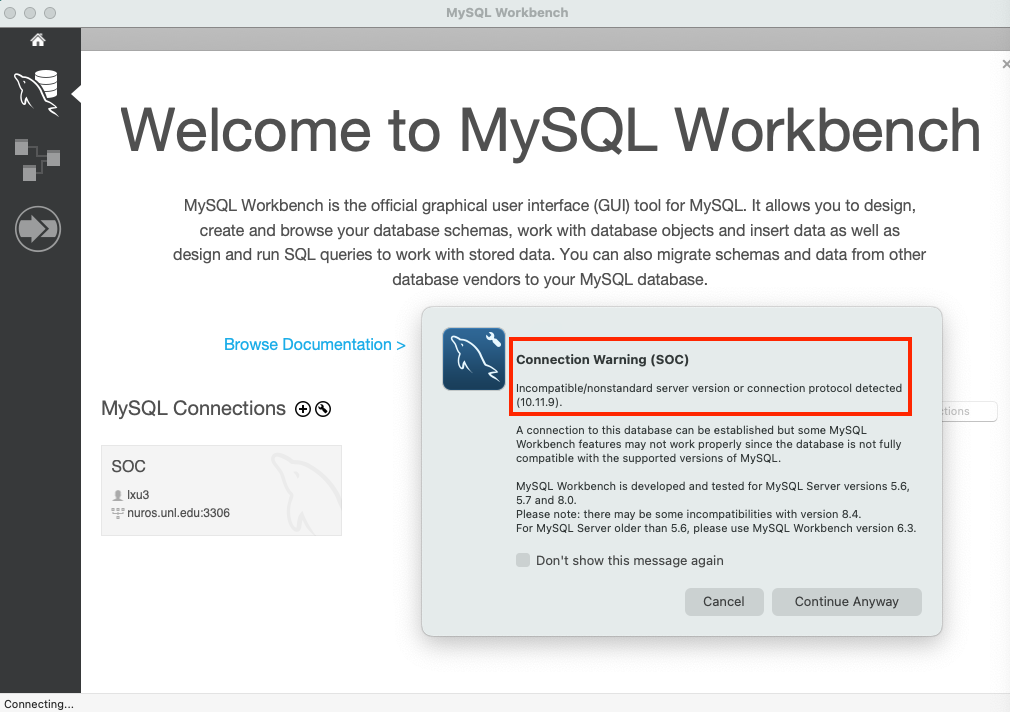 MySQL Workbench
Welcome to MySQL Workbench
MySQL Workbench is the official graphical user interface (GUI) tool for MySQL. It allows you to design,
create and browse your database schemas, work with database objects and insert data as well as
design and run SQL queries to work with stored data. You can also migrate schemas and data from other
database vendors to your MySQL database.
Browse Documentation >
MySQL Connections
SOC
lxu3
nuros.unl.edu:3306
Connection Warning (SOC)
Incompatible/nonstandard server version or connection protocol detected
(10.11.9).
A connection to this database can be established but some MySQL
Workbench features may not work properly since the database is not fully
compatible with the supported versions of MySQL.
MySQL Workbench is developed and tested for MySQL Server versions 5.6,
5.7 and 8.0.
Please note: there may be some incompatibilities with version 8.4.
For MySQL Server older than 5.6, please use MySQL Workbench version 6.3.
Don't show this message again
Cancel
Continue Anyway
Connecting...